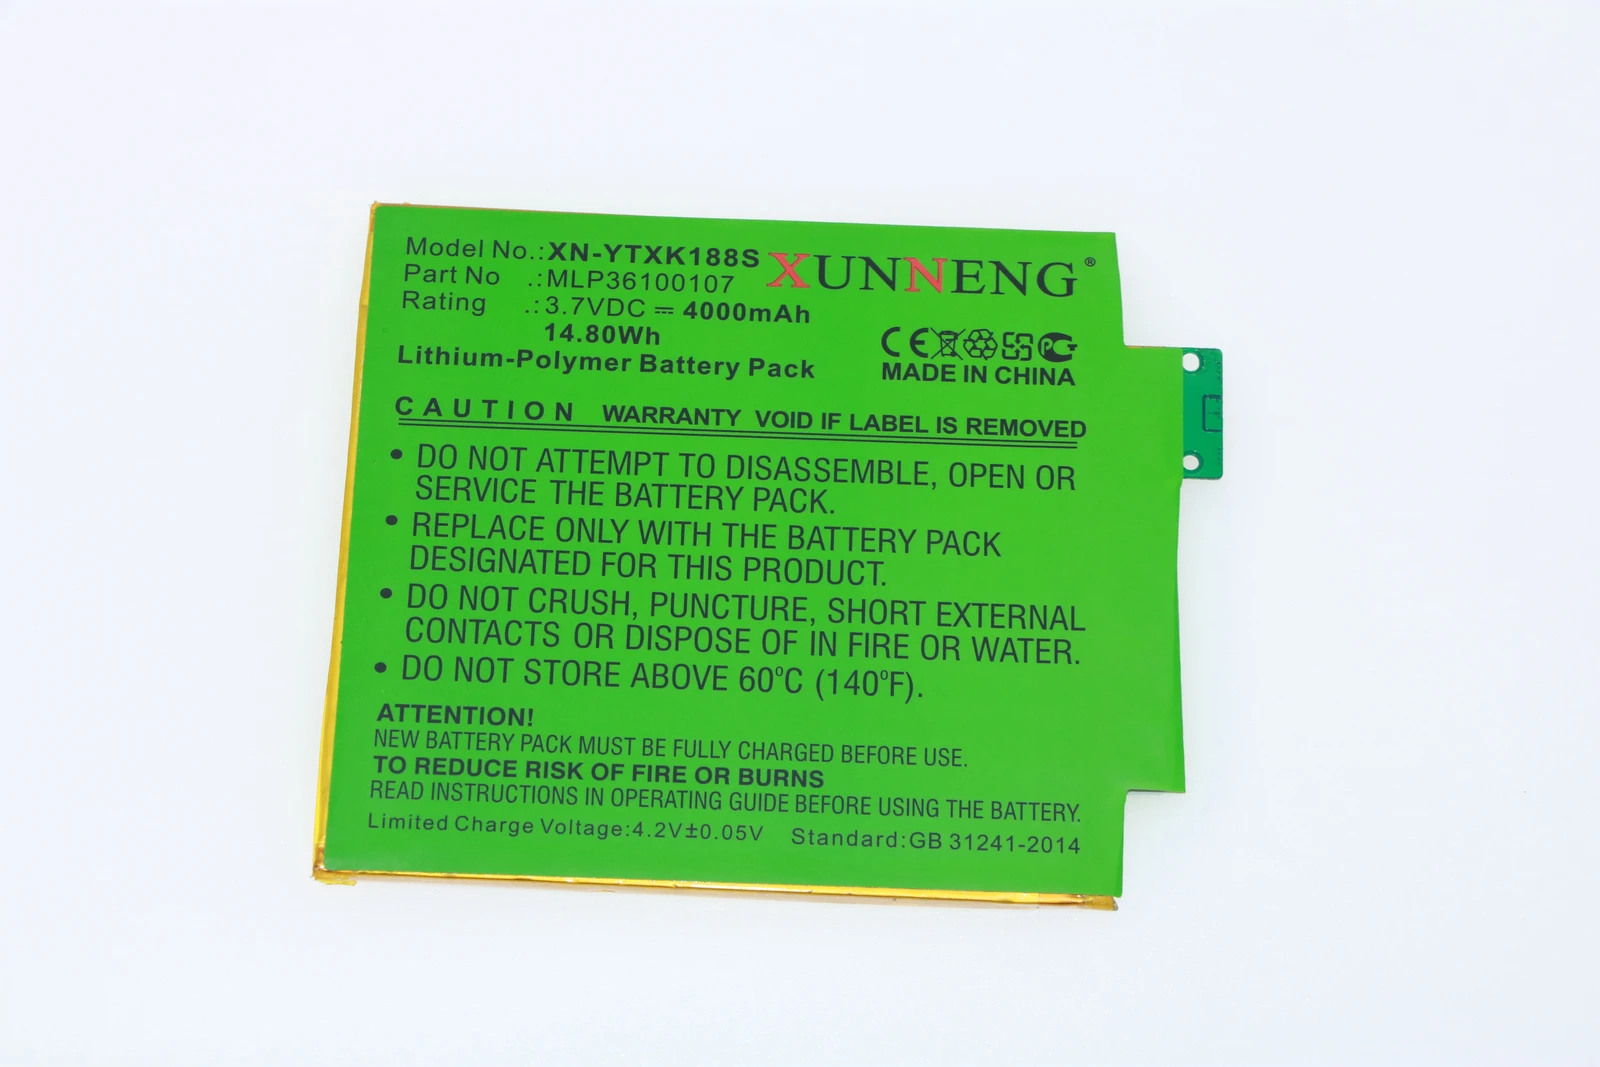 Model No.:XN-YTXK188S
XUNNENG®
Part No .:MLP36100107
Rating .:3.7VDC ⎓ 4000mAh
14.80Wh
Lithium-Polymer Battery Pack
CE
MADE IN CHINA
CAUTION WARRANTY VOID IF LABEL IS REMOVED
• DO NOT ATTEMPT TO DISASSEMBLE, OPEN OR
SERVICE THE BATTERY PACK.
• REPLACE ONLY WITH THE BATTERY PACK
DESIGNATED FOR THIS PRODUCT.
• DO NOT CRUSH, PUNCTURE, SHORT EXTERNAL
CONTACTS OR DISPOSE OF IN FIRE OR WATER.
• DO NOT STORE ABOVE 60°C (140°F).
ATTENTION!
NEW BATTERY PACK MUST BE FULLY CHARGED BEFORE USE.
TO REDUCE RISK OF FIRE OR BURNS
READ INSTRUCTIONS IN OPERATING GUIDE BEFORE USING THE BATTERY.
Limited Charge Voltage:4.2V±0.05V Standard:GB 31241-2014